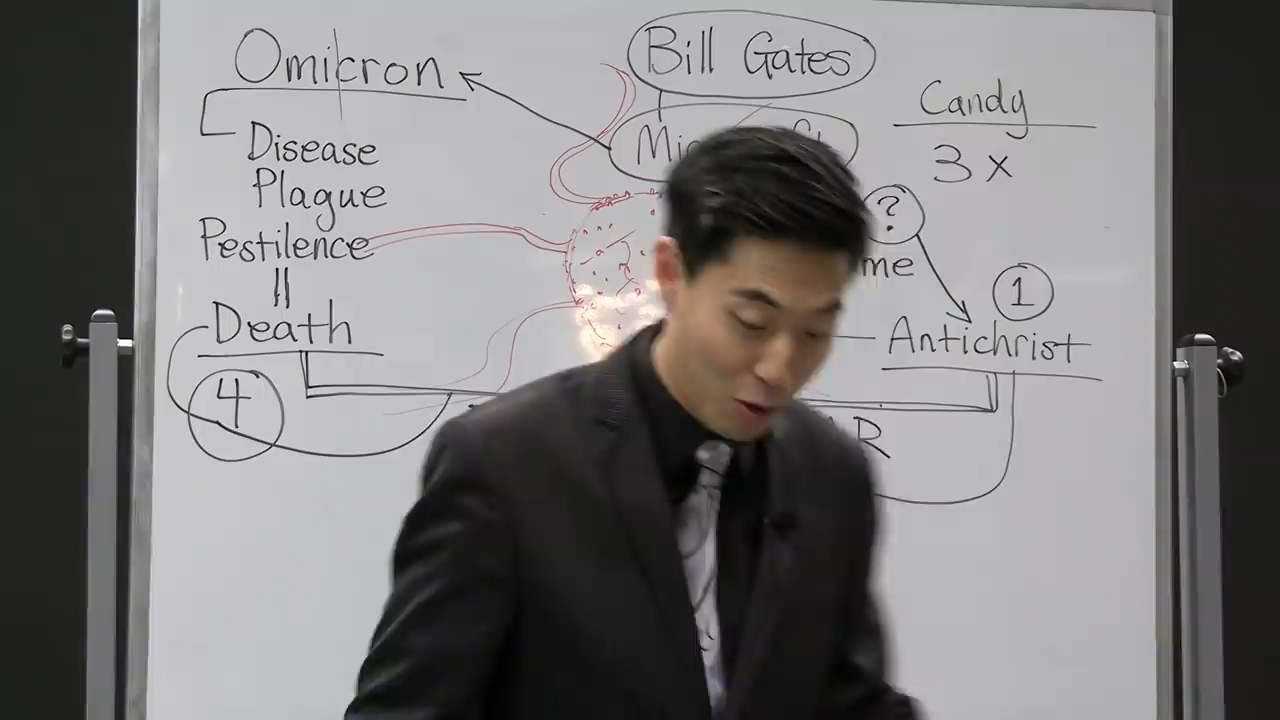 Omicron
Disease
Plague
Pestilence
Death
4
Bill Gates
Candy
3 x
?
1
Antichrist